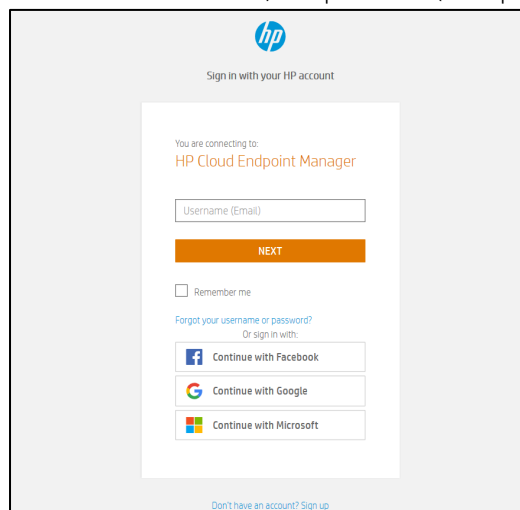 hp
Sign in with your HP account
You are connecting to:
HP Cloud Endpoint Manager
Username (Email)
NEXT
Remember me
Forgot your username or password?
Or sign in with:
Continue with Facebook
Continue with Google
Continue with Microsoft
Don't have an account? Sign up